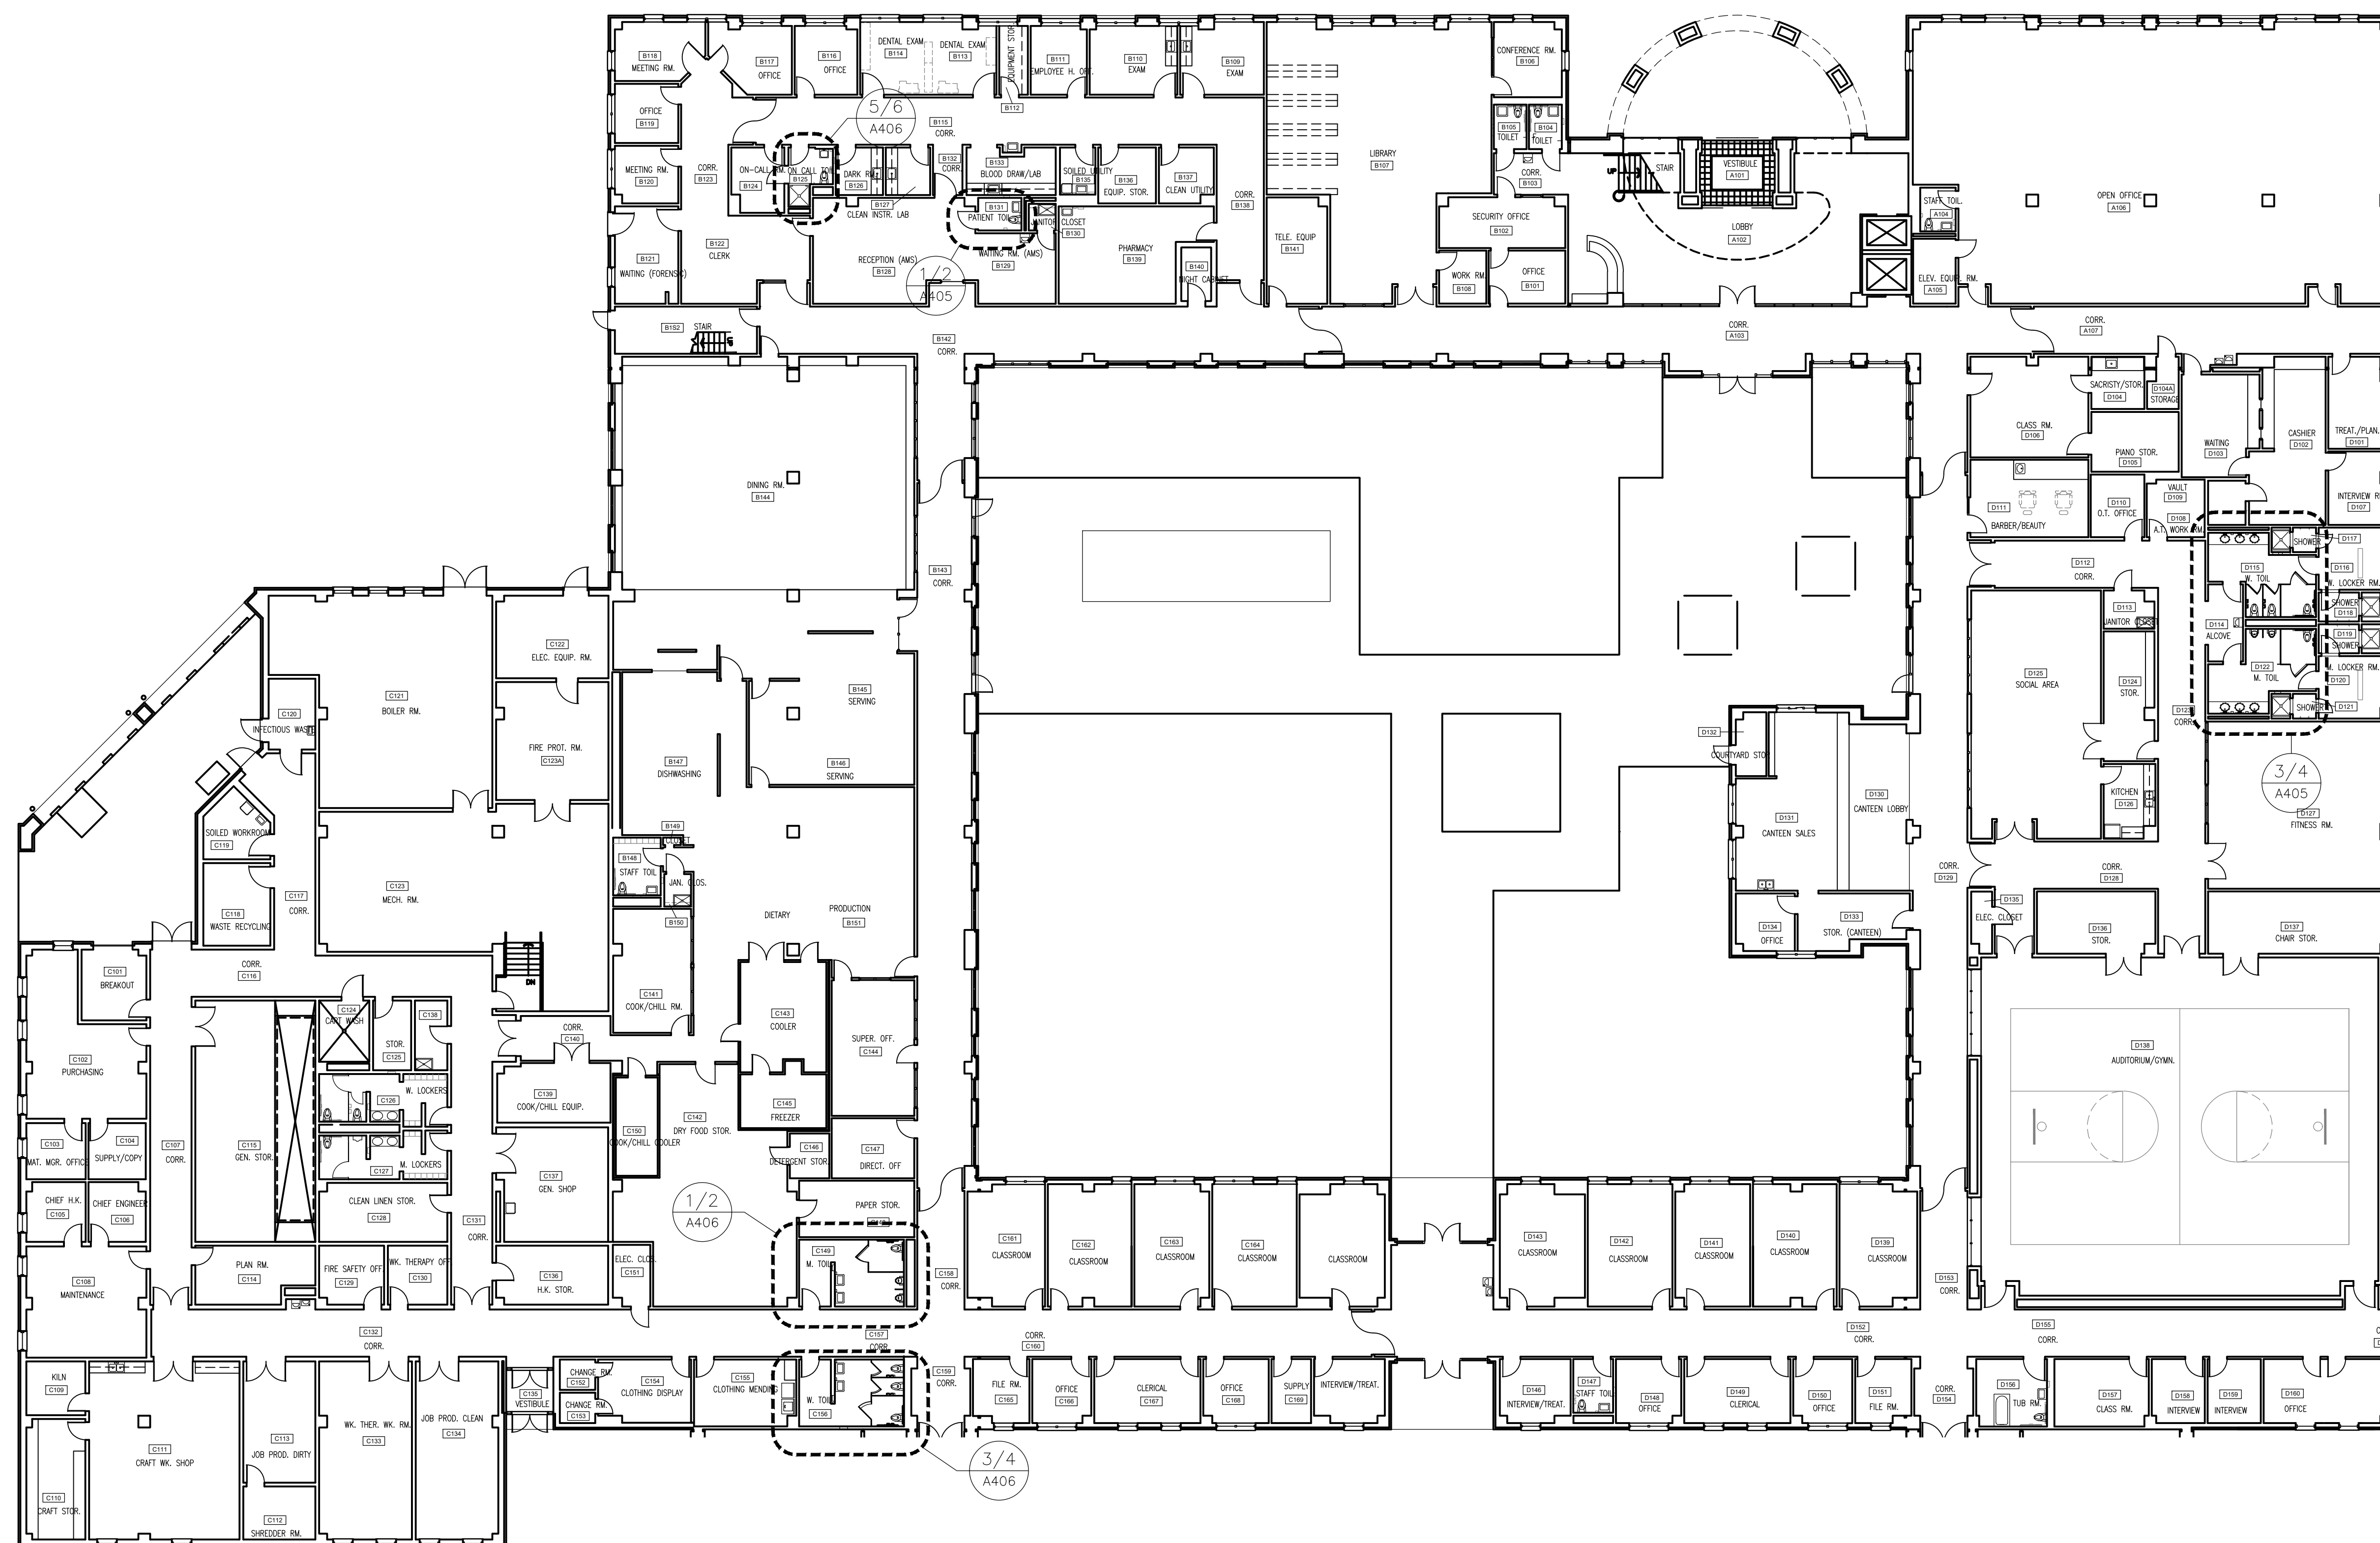 B118
MEETING RM.
B117
OFFICE
B116
OFFICE
DENTAL EXAM
B114
DENTAL EXAM
B113
EQUIPMENT STOR
B112
B111
EMPLOYEE H. OFF.
B110
EXAM
B109
EXAM
CONFERENCE RM.
B106
OFFICE
B119
5/6
A406
B115
CORR.
B105
TOILET
B104
TOILET
LIBRARY
B107
CORR.
B103
STAIR
UP
VESTIBULE
A101
MEETING RM.
B120
CORR.
B123
ON-CALL RM.
B124
ON CALL TOIL
B125
DARK RM.
B126
B127
CLEAN INSTR. LAB
B132
CORR.
B133
BLOOD DRAW/LAB
SOILED UTILITY
B135
B136
EQUIP. STOR.
B137
CLEAN UTILITY
CORR.
B138
OPEN OFFICE
A106
STAFF TOIL.
A104
B131
PATIENT TOIL
JANITOR CLOSET
B130
SECURITY OFFICE
B102
LOBBY
A102
B122
CLERK
B121
WAITING (FORENSIC)
RECEPTION (AMS)
B128
WAITING RM. (AMS)
B129
PHARMACY
B139
B140
NIGHT CABINET
TELE. EQUIP
B141
WORK RM.
B108
OFFICE
B101
ELEV. EQUIP. RM.
A105
1/2
A405
B1S2
STAIR
UP
B142
CORR.
CORR.
A103
CORR.
A107
SACRISTY/STOR.
D104
D104A
STORAGE
CLASS RM.
D106
WAITING
D103
CASHIER
D102
TREAT./PLAN.
D101
PIANO STOR.
D105
DINING RM.
B144
D111
BARBER/BEAUTY
D110
O.T. OFFICE
VAULT
D109
D108
A.T. WORK RM.
INTERVIEW R
D107
B143
CORR.
D112
CORR.
SHOWER
D117
D115
W. TOIL
D116
W. LOCKER RM.
D113
JANITOR CLOSET
SHOWER
D118
D114
ALCOVE
D119
SHOWER
D122
M. TOIL
M. LOCKER RM.
D120
SHOWER
D121
C122
ELEC. EQUIP. RM.
D125
SOCIAL AREA
D124
STOR.
D123
CORR.
C121
BOILER RM.
C120
INFECTIOUS WASTE
B145
SERVING
FIRE PROT. RM.
C123A
B147
DISHWASHING
B146
SERVING
D132
COURTYARD STOR
3/4
A405
D127
FITNESS RM.
KITCHEN
D126
D130
CANTEEN LOBBY
D131
CANTEEN SALES
SOILED WORKROOM
C119
B149
CLOSET
B148
STAFF TOIL
JAN. CLOS.
B150
CORR.
D129
CORR.
D128
C123
MECH. RM.
C117
CORR.
C118
WASTE RECYCLING
DIETARY
PRODUCTION
B151
D135
ELEC. CLOSET
D133
STOR. (CANTEEN)
D134
OFFICE
D136
STOR.
D137
CHAIR STOR.
CORR.
C116
C101
BREAKOUT
DN
C141
COOK/CHILL RM.
C143
COOLER
C124
CART WASH
C138
STOR.
C125
CORR.
C140
SUPER. OFF.
C144
D138
AUDITORIUM/GYMN.
C102
PURCHASING
C139
COOK/CHILL EQUIP.
C145
FREEZER
W. LOCKERS
C126
C142
DRY FOOD STOR.
C150
COOK/CHILL COOLER
C146
DETERGENT STOR.
C147
DIRECT. OFF
C103
MAT. MGR. OFFICE
C104
SUPPLY/COPY
C107
CORR.
C115
GEN. STOR.
C127
M. LOCKERS
C137
GEN. SHOP
CHIEF H.K.
C105
CHIEF ENGINEER
C106
CLEAN LINEN STOR.
C128
C131
CORR.
1/2
A406
PAPER STOR.
C149
M. TOIL
C161
CLASSROOM
C162
CLASSROOM
C163
CLASSROOM
C164
CLASSROOM
CLASSROOM
D143
CLASSROOM
D142
CLASSROOM
D141
CLASSROOM
D140
CLASSROOM
D139
CLASSROOM
C108
MAINTENANCE
PLAN RM.
C114
FIRE SAFETY OFF
C129
WK. THERAPY OFF
C130
C136
H.K. STOR.
ELEC. CLOS.
C151
C158
CORR.
D153
CORR.
C132
CORR.
C157
CORR.
CORR.
C160
D152
CORR.
D155
CORR.
KILN
C109
CHANGE RM.
C152
CHANGE RM.
C153
C135
VESTIBULE
C154
CLOTHING DISPLAY
C155
CLOTHING MENDING
W. TOIL
C156
C159
CORR.
FILE RM.
C165
OFFICE
C166
CLERICAL
C167
OFFICE
C168
SUPPLY
C169
INTERVIEW/TREAT.
D146
INTERVIEW/TREAT.
D147
STAFF TOIL
D148
OFFICE
D149
CLERICAL
D150
OFFICE
D151
FILE RM.
CORR.
D154
D156
TUB RM.
D157
CLASS RM.
D158
INTERVIEW
D159
INTERVIEW
D160
OFFICE
C111
CRAFT WK. SHOP
C113
JOB PROD. DIRTY
WK. THER. WK. RM.
C133
JOB PROD. CLEAN
C134
C110
CRAFT STOR.
C112
SHREDDER RM.
3/4
A406